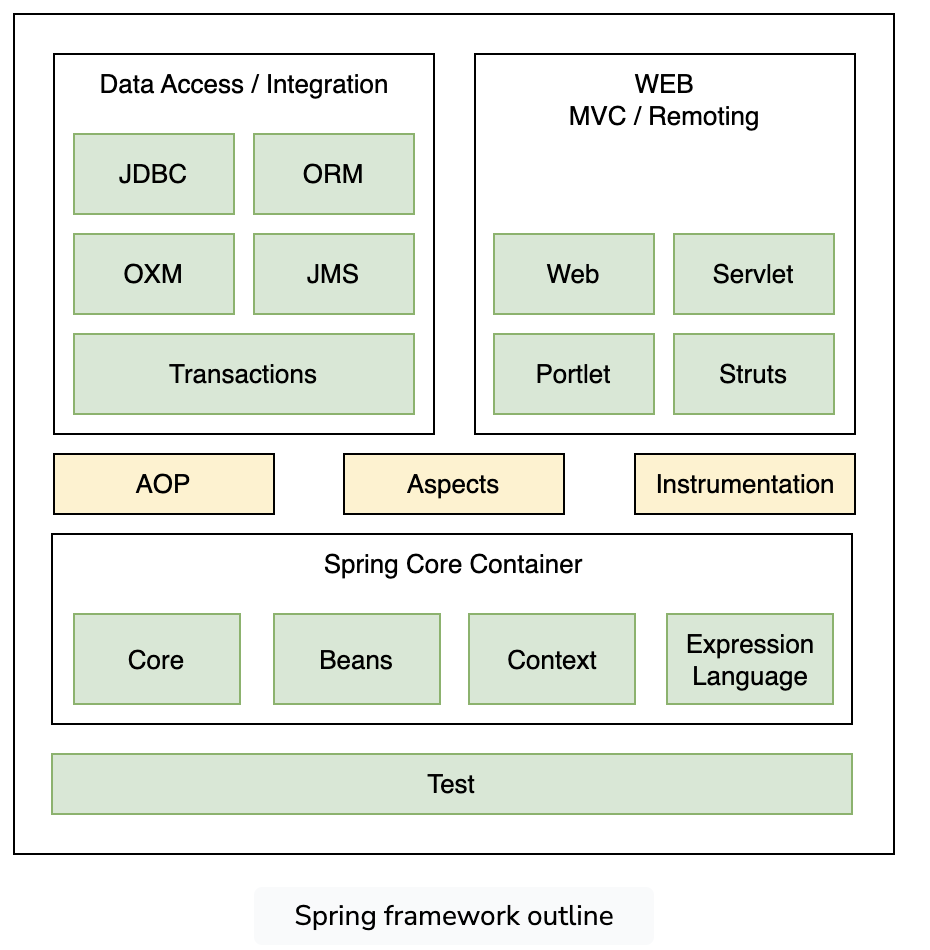 Data Access / Integration
JDBC
ORM
OXM
JMS
Transactions
WEB
MVC / Remoting
Web
Servlet
Portlet
Struts
AOP
Aspects
Instrumentation
Spring Core Container
Core
Beans
Context
Expression
Language
Test
Spring framework outline